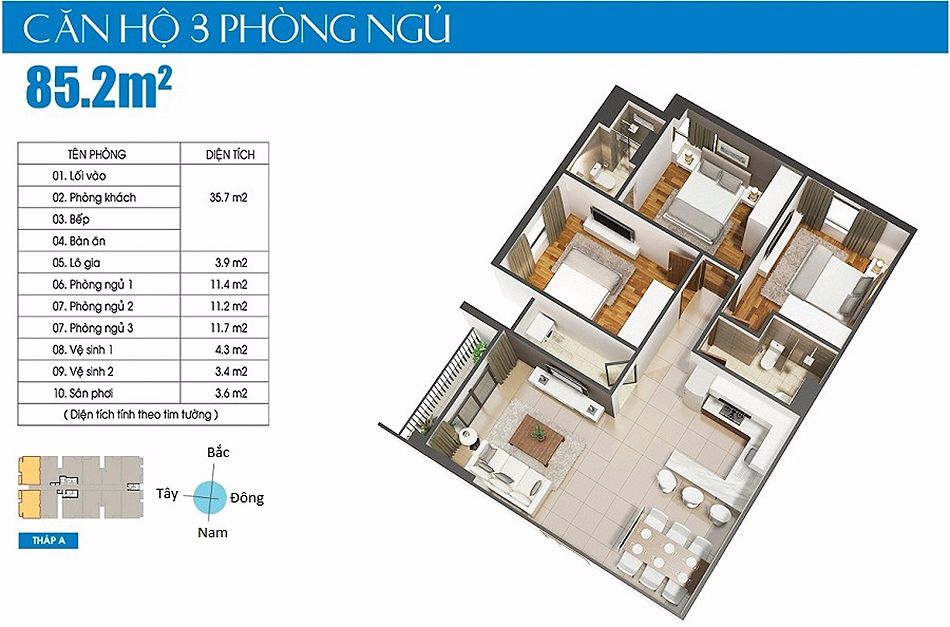 CĂN HỘ 3 PHÒNG NGỦ
85.2m²
TÊN PHÒNG DIỆN TÍCH
01. Lối vào
02. Phòng khách 35.7 m2
03. Bếp
04. Bàn ăn
05. Lô gia 3.9 m2
06. Phòng ngủ 1 11.4 m2
07. Phòng ngủ 2 11.2 m2
07. Phòng ngủ 3 11.7 m2
08. Vệ sinh 1 4.3 m2
09. Vệ sinh 2 3.4 m2
10. Sân phơi 3.6 m2
( Diện tích tính theo tim tường )
Bắc
Tây Đông
Nam
THÁP A